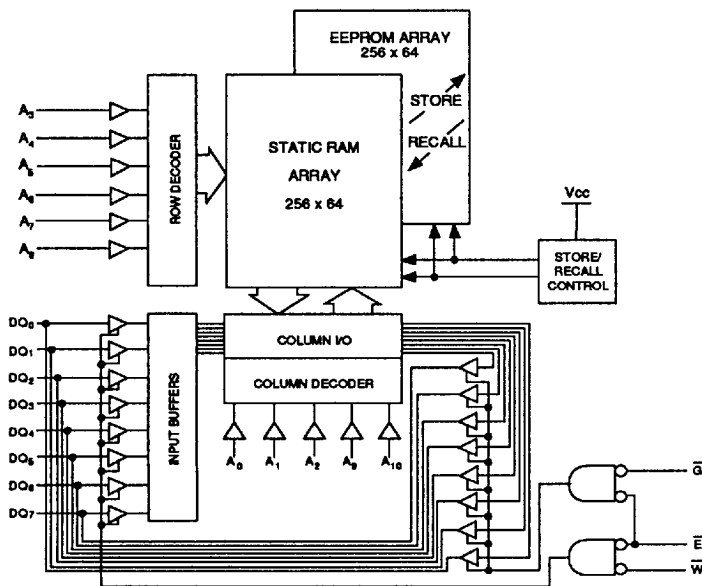 EEPROM ARRAY
256 x 64
STORE
RECALL
STATIC RAM
ARRAY
256 x 64
A3
A4
A5
A6
A7
A8
ROW DECODER
Vcc
STORE/
RECALL
CONTROL
DQ0
DQ1
DQ2
DQ3
DQ4
DQ5
DQ6
DQ7
INPUT BUFFERS
COLUMN I/O
COLUMN DECODER
A0 A1 A2 A9 A10
G
E
W